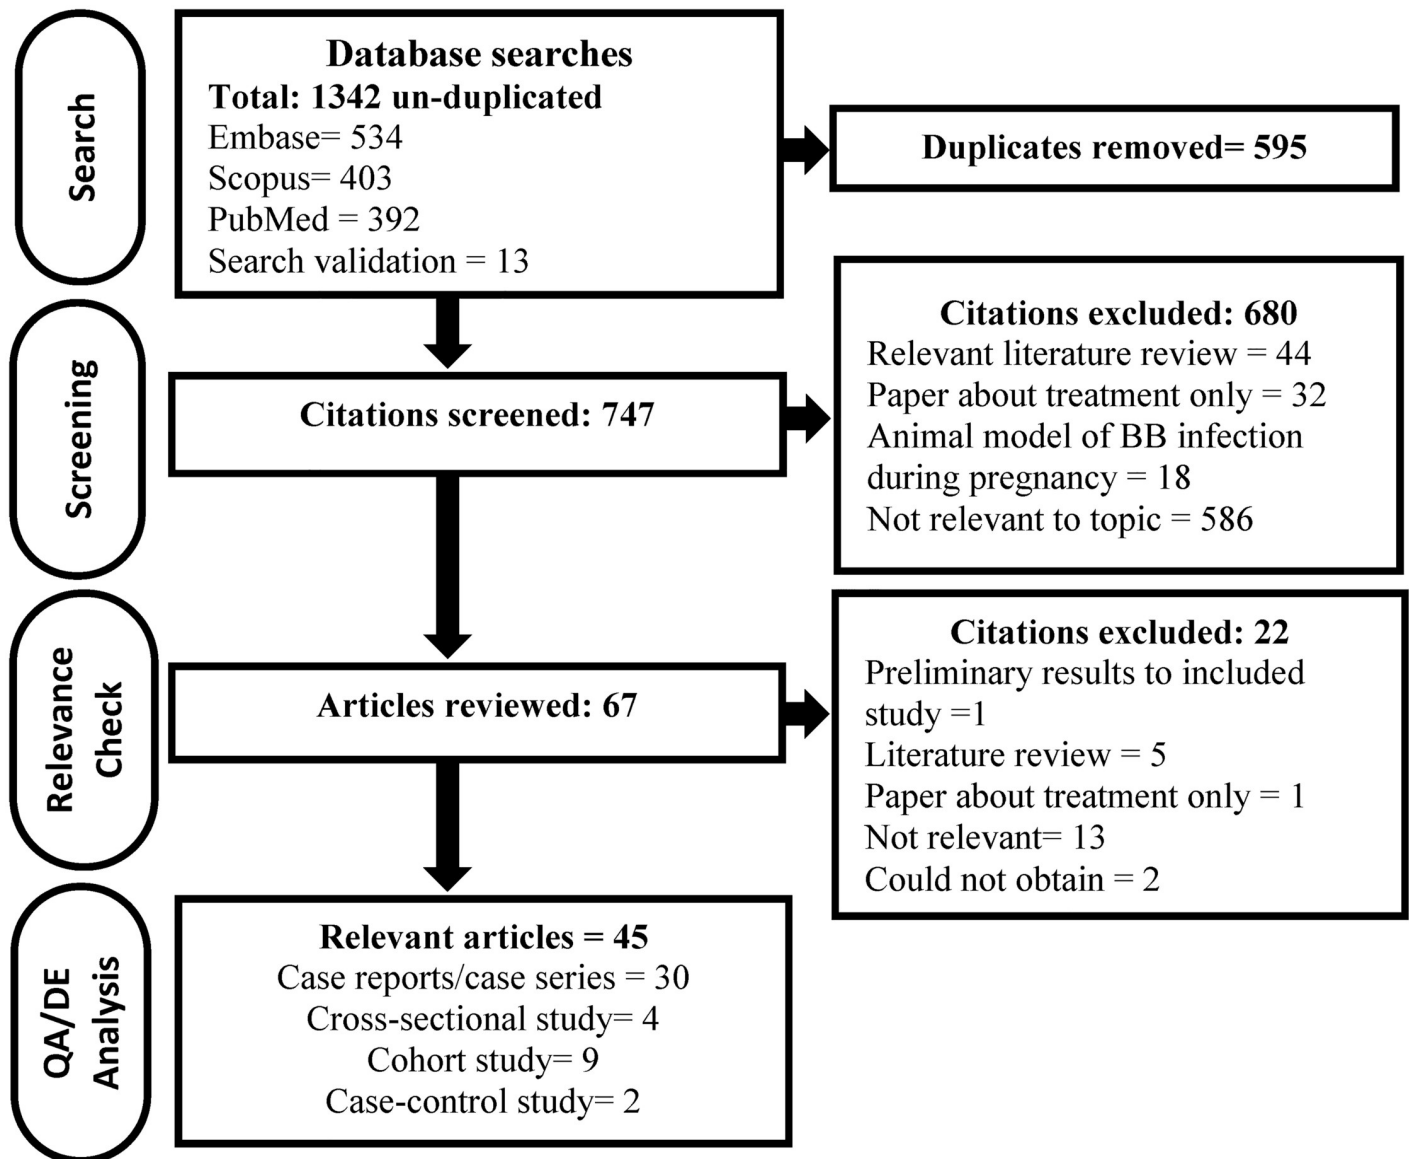 Search
Database searches
Total: 1342 un-duplicated
Embase= 534
Scopus= 403
PubMed = 392
Search validation = 13
Duplicates removed= 595
Screening
Citations screened: 747
Citations excluded: 680
Relevant literature review = 44
Paper about treatment only = 32
Animal model of BB infection
during pregnancy = 18
Not relevant to topic = 586
Relevance
Check
Articles reviewed: 67
Citations excluded: 22
Preliminary results to included
study =1
Literature review = 5
Paper about treatment only = 1
Not relevant= 13
Could not obtain = 2
QA/DE
Analysis
Relevant articles = 45
Case reports/case series = 30
Cross-sectional study= 4
Cohort study= 9
Case-control study= 2